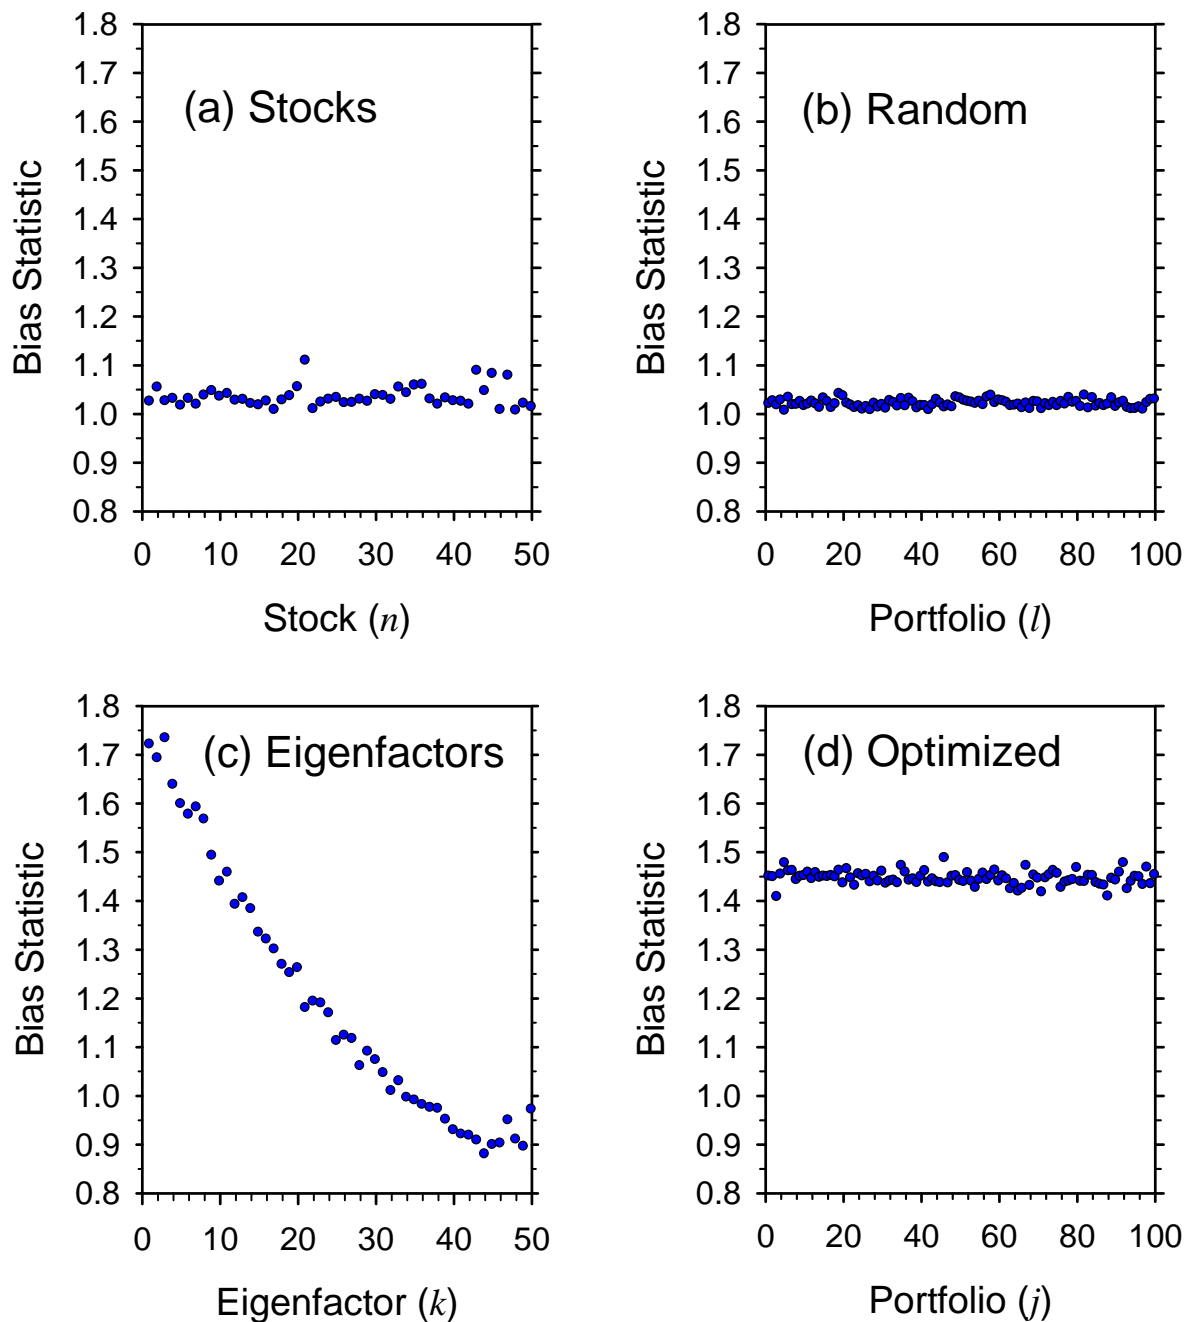 1.8
1.7
1.6
1.5
1.4
1.3
1.2
1.1
1.0
0.9
0.8
Bias Statistic
(a) Stocks
0 10 20 30 40 50
Stock (n)
1.8
1.7
1.6
1.5
1.4
1.3
1.2
1.1
1.0
0.9
0.8
Bias Statistic
(b) Random
0 20 40 60 80 100
Portfolio (l)
1.8
1.7
1.6
1.5
1.4
1.3
1.2
1.1
1.0
0.9
0.8
Bias Statistic
(c) Eigenfactors
0 10 20 30 40 50
Eigenfactor (k)
1.8
1.7
1.6
1.5
1.4
1.3
1.2
1.1
1.0
0.9
0.8
Bias Statistic
(d) Optimized
0 20 40 60 80 100
Portfolio (j)